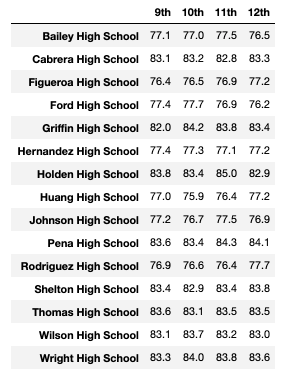 9th 10th 11th 12th
Bailey High School 77.1 77.0 77.5 76.5
Cabrera High School 83.1 83.2 82.8 83.3
Figueroa High School 76.4 76.5 76.9 77.2
Ford High School 77.4 77.7 76.9 76.2
Griffin High School 82.0 84.2 83.8 83.4
Hernandez High School 77.4 77.3 77.1 77.2
Holden High School 83.8 83.4 85.0 82.9
Huang High School 77.0 75.9 76.4 77.2
Johnson High School 77.2 76.7 77.5 76.9
Pena High School 83.6 83.4 84.3 84.1
Rodriguez High School 76.9 76.6 76.4 77.7
Shelton High School 83.4 82.9 83.4 83.8
Thomas High School 83.6 83.1 83.5 83.5
Wilson High School 83.1 83.7 83.2 83.0
Wright High School 83.3 84.0 83.8 83.6